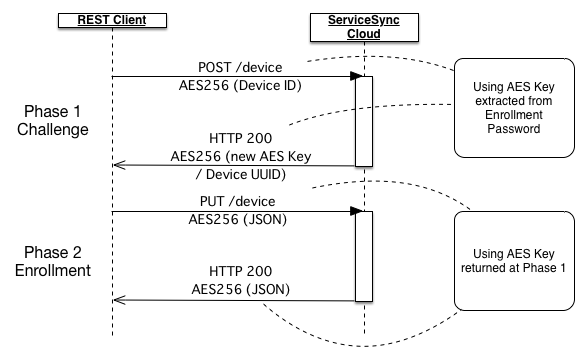 REST Client
ServiceSync
Cloud
POST /device
AES256 (Device ID)
Phase 1
Challenge
Using AES Key
extracted from
Enrollment
Password
HTTP 200
AES256 (new AES Key
/ Device UUID)
PUT /device
AES256 (JSON)
Phase 2
Enrollment
Using AES Key
returned at Phase 1
HTTP 200
AES256 (JSON)